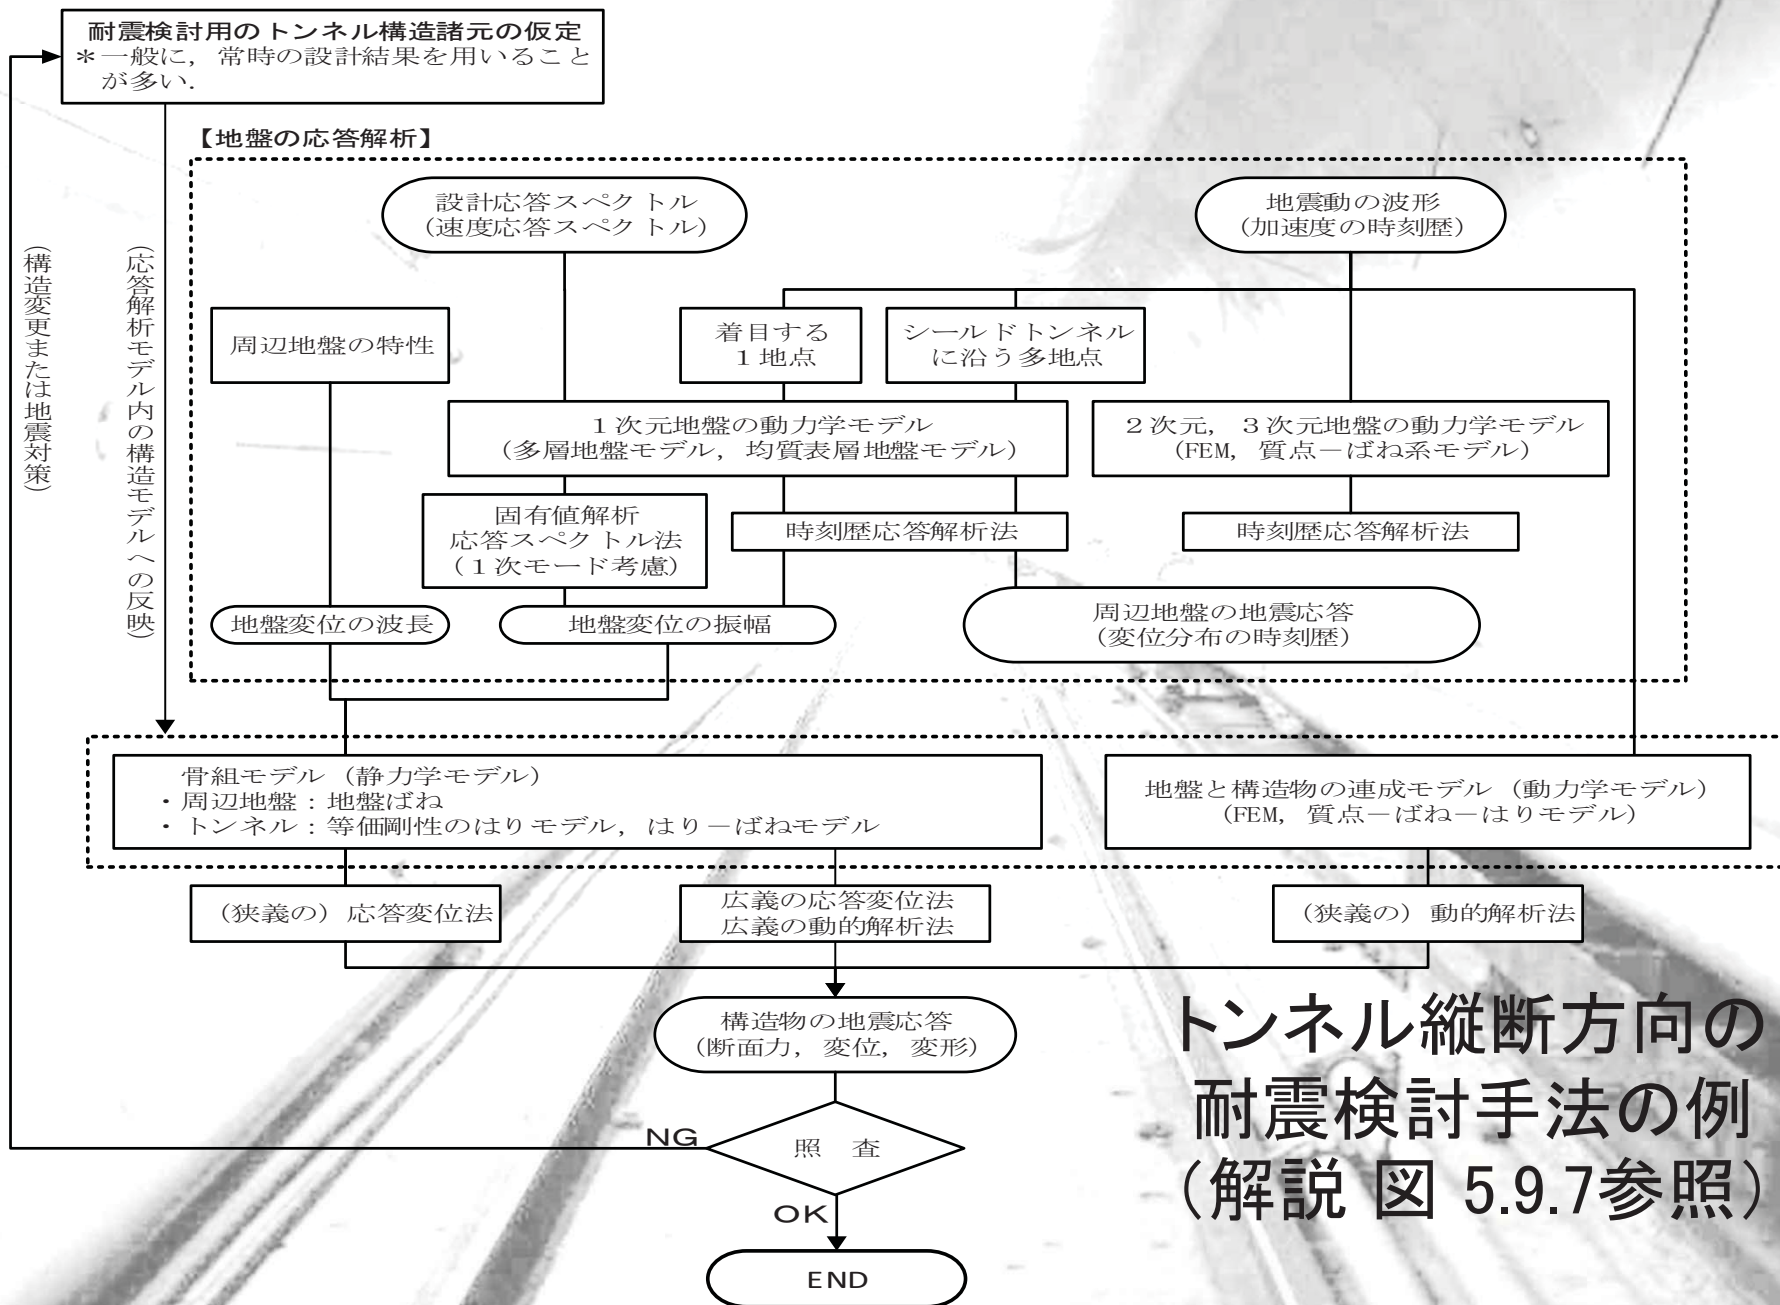 耐震検討用のトンネル構造諸元の仮定
＊一般に，常時の設計結果を用いること
が多い．
【地盤の応答解析】
設計応答スペクトル
(速度応答スペクトル)
地震動の波形
(加速度の時刻歴)
(構造変更または地震対策)
(応答解析モデル内の構造モデルへの反映)
周辺地盤の特性
着目する
１地点
シールドトンネル
に沿う多地点
１次元地盤の動力学モデル
(多層地盤モデル，均質表層地盤モデル)
２次元，３次元地盤の動力学モデル
(FEM，質点－ばね系モデル)
固有値解析
応答スペクトル法
(１次モード考慮)
時刻歴応答解析法
時刻歴応答解析法
地盤変位の波長
地盤変位の振幅
周辺地盤の地震応答
(変位分布の時刻歴)
骨組モデル (静力学モデル)
・周辺地盤：地盤ばね
・トンネル：等価剛性のはりモデル，はり－ばねモデル
地盤と構造物の連成モデル (動力学モデル)
(FEM，質点－ばね－はりモデル)
(狭義の) 応答変位法
広義の応答変位法
広義の動的解析法
(狭義の) 動的解析法
構造物の地震応答
(断面力，変位，変形)
NG
照　査
OK
END
トンネル縦断方向の
耐震検討手法の例
(解説 図 5.9.7参照)